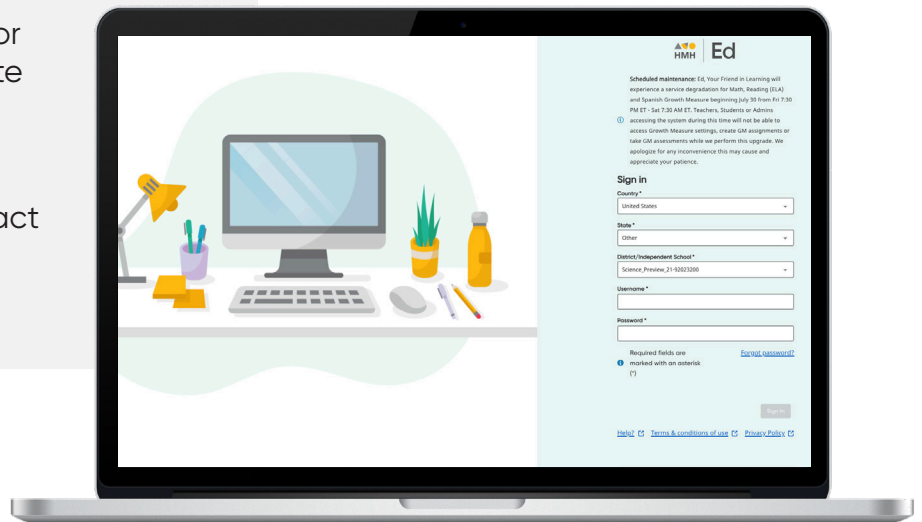 or
te
act
HMH Ed
Scheduled maintenance: Ed, Your Friend in Learning will
experience a service degradation for Math, Reading (ELA)
and Spanish Growth Measure beginning July 30 from Fri 7:30
PM ET - Sat 7:30 AM ET. Teachers, Students or Admins
accessing the system during this time will not be able to
access Growth Measure settings, create GM assignments or
take GM assessments while we perform this upgrade. We
apologize for any inconvenience this may cause and
appreciate your patience.
Sign in
Country *
United States
State *
Other
District/Independent School *
Science_Preview_21-92023200
Username *
Password *
Required fields are
marked with an asterisk
(*)
Forgot password?
Sign in
Help? Terms & conditions of use Privacy Policy